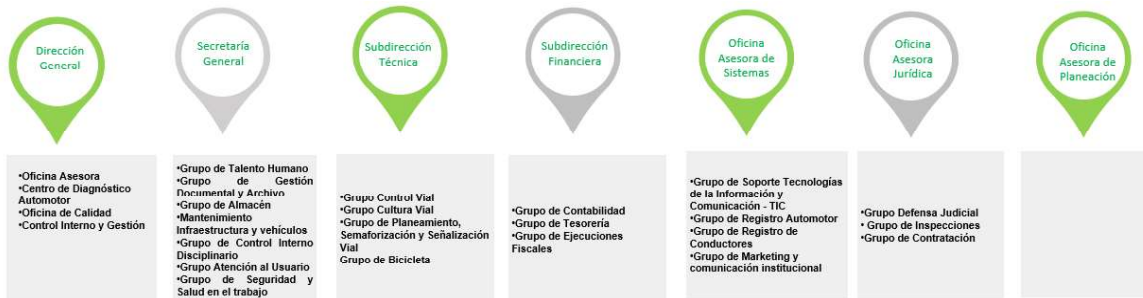 Dirección
General
Secretaría
General
Subdirección
Técnica
Subdirección
Financiera
Oficina
Asesora de
Sistemas
Oficina
Asesora
Jurídica
Oficina
Asesora de
Planeación
•Oficina Asesora
•Centro de Diagnóstico
Automotor
•Oficina de Calidad
•Control Interno y Gestión
•Grupo de Talento Humano
•Grupo de Gestión
Documental y Archivo
•Grupo de Almacén
•Mantenimiento
Infraestructura y vehículos
•Grupo de Control Interno
Disciplinario
•Grupo Atención al Usuario
•Grupo de Seguridad y
Salud en el trabajo
•Grupo Control Vial
•Grupo Cultura Vial
•Grupo de Planeamiento,
Semaforización y Señalización
Vial
Grupo de Bicicleta
•Grupo de Contabilidad
•Grupo de Tesorería
•Grupo de Ejecuciones
Fiscales
•Grupo de Soporte Tecnologías
de la Información y
Comunicación - TIC
•Grupo de Registro Automotor
•Grupo de Registro de
Conductores
•Grupo de Marketing y
comunicación institucional
•Grupo Defensa Judicial
• Grupo de Inspecciones
•Grupo de Contratación